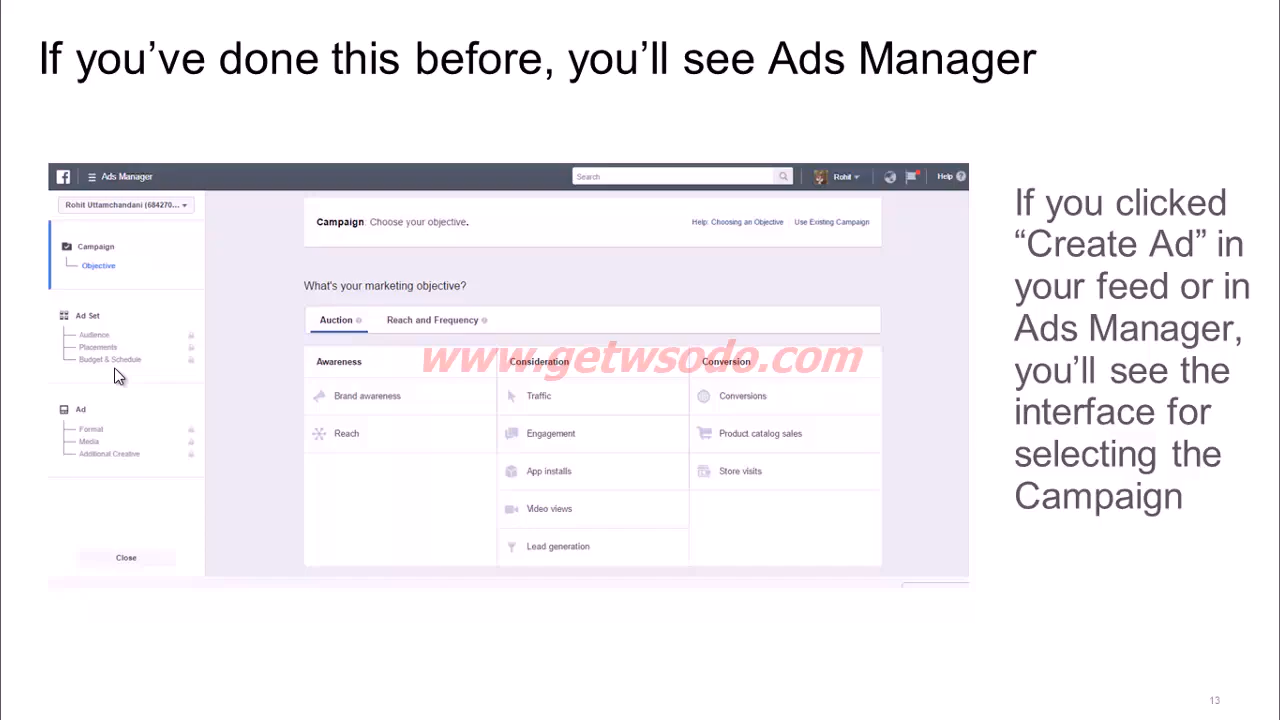 If you’ve done this before, you’ll see Ads Manager
Ads Manager
Search
Rohit
Help
Rohit Uttamchandani (684270...
Campaign
Objective
Ad Set
Audience
Placements
Budget & Schedule
Ad
Format
Media
Additional Creative
Close
Campaign: Choose your objective.
Help: Choosing an Objective
Use Existing Campaign
What's your marketing objective?
Auction
Reach and Frequency
Awareness
Brand awareness
Reach
Consideration
Traffic
Engagement
App installs
Video views
Lead generation
Conversion
Conversions
Product catalog sales
Store visits
www.getwsodo.com
If you clicked
“Create Ad” in
your feed or in
Ads Manager,
you’ll see the
interface for
selecting the
Campaign
13